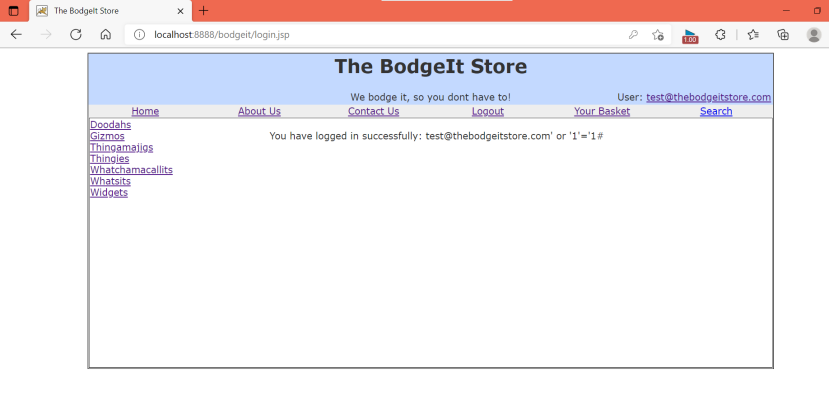 The BodgeIt Store
localhost:8888/bodgeit/login.jsp
1.00
The BodgeIt Store
We bodge it, so you dont have to! User: test@thebodgeitstore.com
Home About Us Contact Us Logout Your Basket Search
Doodahs
Gizmos
Thingamajigs
Thingies
Whatchamacallits
Whatsits
Widgets
You have logged in successfully: test@thebodgeitstore.com' or '1'='1#